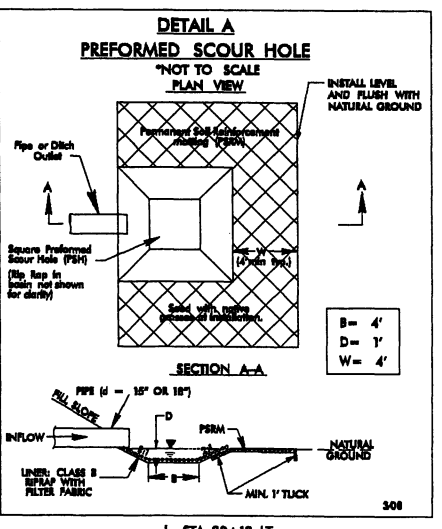 DETAIL A
PREFORMED SCOUR HOLE
*NOT TO SCALE
PLAN VIEW
INSTALL LEVEL
AND FLUSH WITH
NATURAL GROUND
Permanent Soil Reinforcement
matting (PSRM)
Pipe or Ditch
Outlet
A
A
Square Preformed
Scour Hole (PSH)
(Rip Rap in
basin not shown
for clarity)
W
(4' min typ.)
Seed with native
grasses at installation.
B= 4'
D= 1'
W= 4'
SECTION A-A
PIPE (d = 15" OR 18")
FILL SLOPE
D
PSRM
INFLOW
NATURAL
GROUND
LINER: CLASS B
RIPRAP WITH
FILTER FABRIC
B
MIN. 1' TUCK